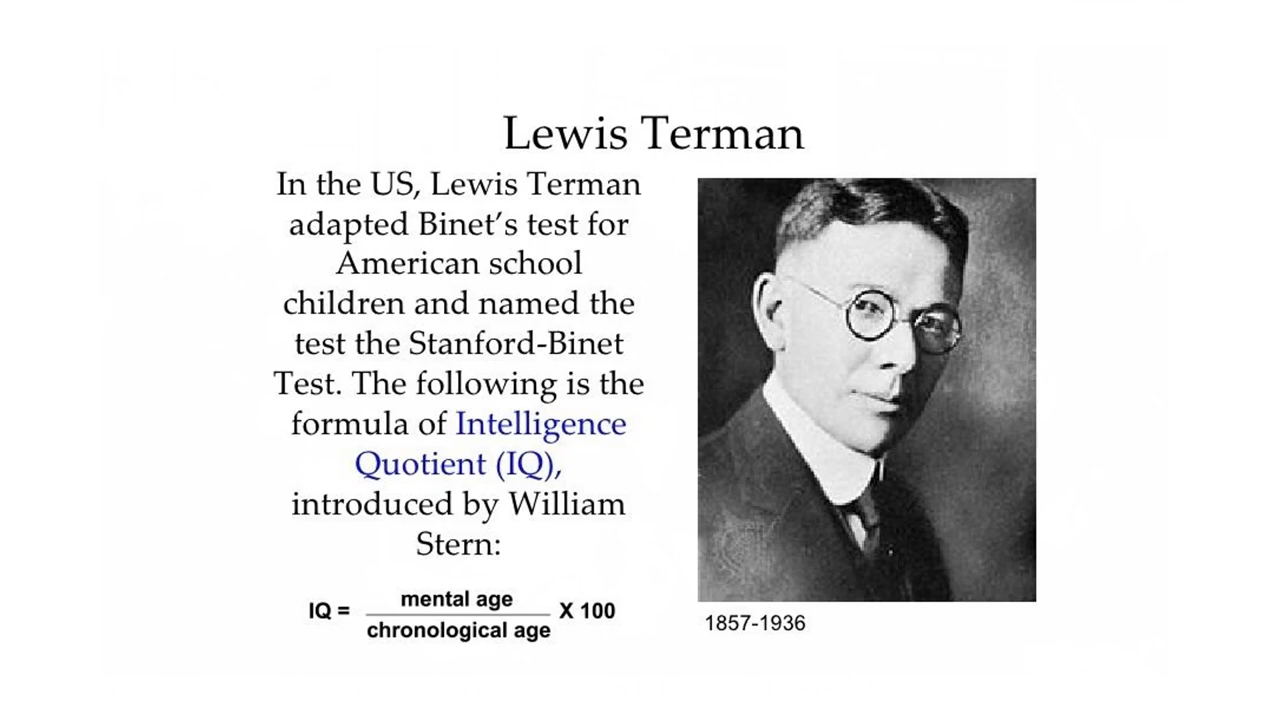 Lewis Terman
In the US, Lewis Terman
adapted Binet’s test for
American school
children and named the
test the Stanford-Binet
Test. The following is the
formula of Intelligence
Quotient (IQ),
introduced by William
Stern:
IQ = mental age
chronological age X 100
1857-1936